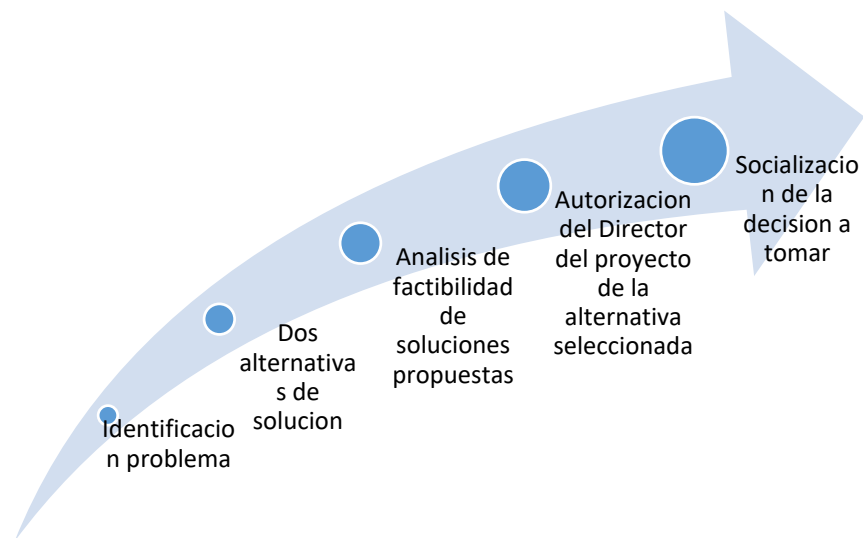 Identificacio
n problema
Dos
alternativa
s de
solucion
Analisis de
factibilidad
de
soluciones
propuestas
Autorizacion
del Director
del proyecto
de la
alternativa
seleccionada
Socializacio
n de la
decision a
tomar